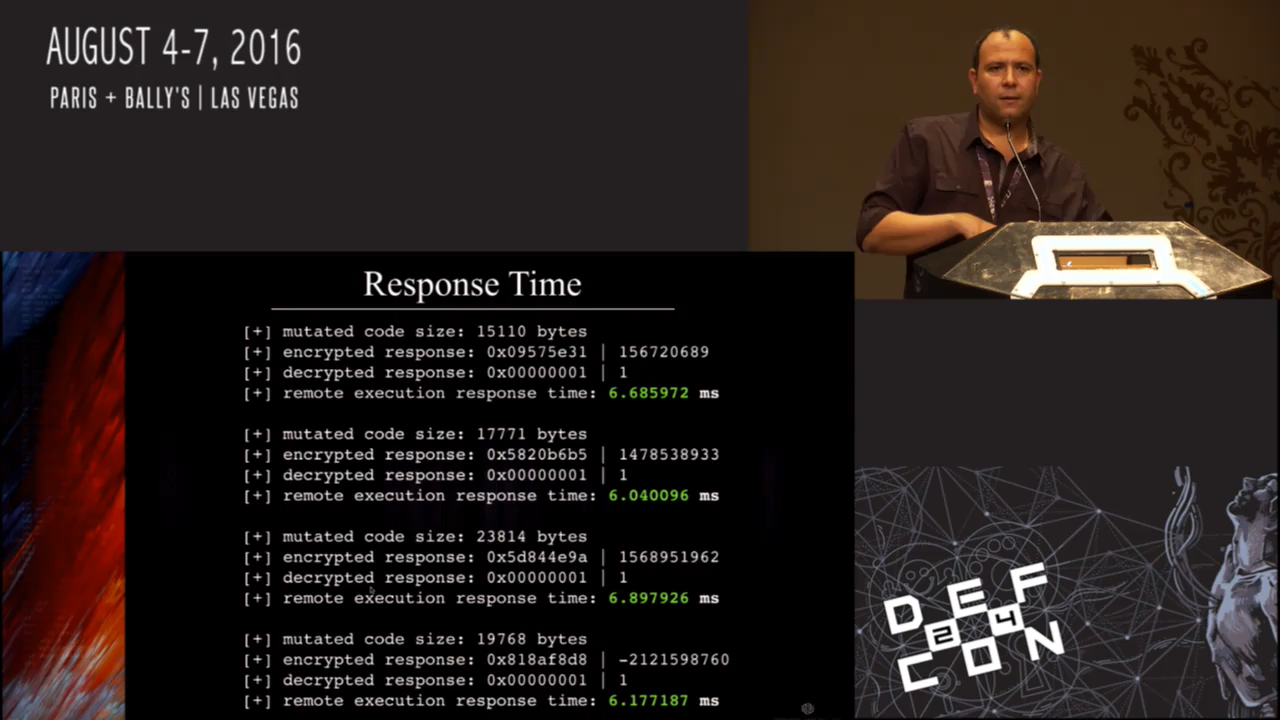 AUGUST 4-7, 2016
PARIS + BALLY'S | LAS VEGAS
Response Time
[+] mutated code size: 15110 bytes
[+] encrypted response: 0x09575e31 | 156720689
[+] decrypted response: 0x00000001 | 1
[+] remote execution response time: 6.685972 ms
[+] mutated code size: 17771 bytes
[+] encrypted response: 0x5820b6b5 | 1478538933
[+] decrypted response: 0x00000001 | 1
[+] remote execution response time: 6.040096 ms
[+] mutated code size: 23814 bytes
[+] encrypted response: 0x5d844e9a | 1568951962
[+] decrypted response: 0x00000001 | 1
[+] remote execution response time: 6.897926 ms
[+] mutated code size: 19768 bytes
[+] encrypted response: 0x818af8d8 | -2121598760
[+] decrypted response: 0x00000001 | 1
[+] remote execution response time: 6.177187 ms
DEF
24
CON